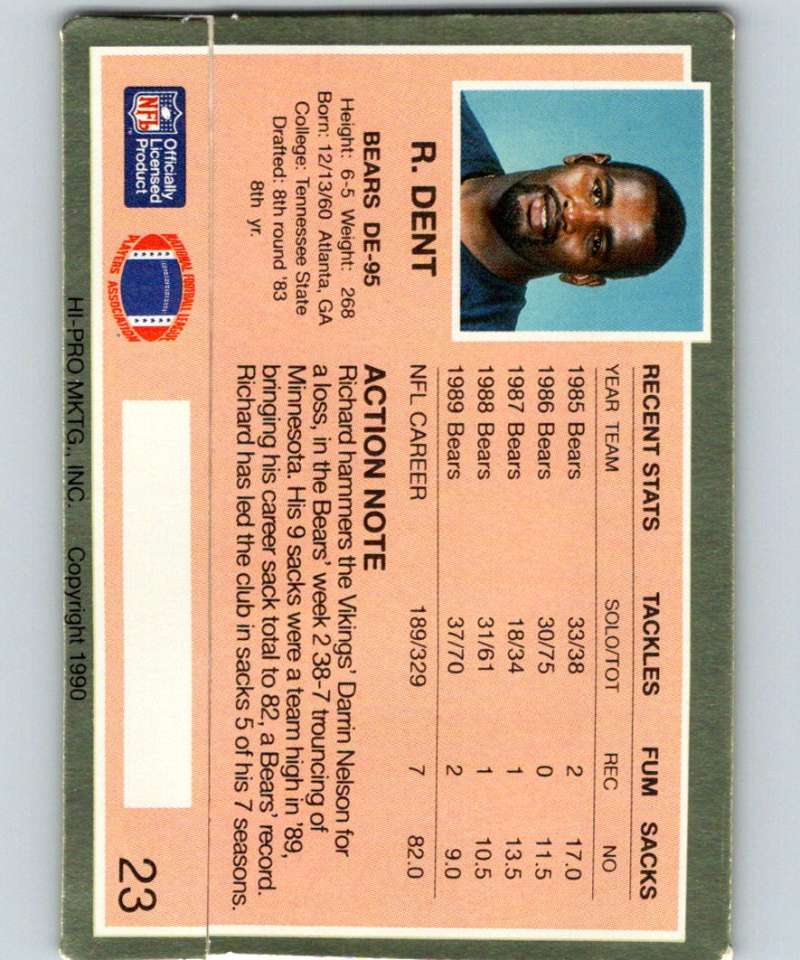 R. DENT
BEARS DE-95
Height: 6-5 Weight: 268
Born: 12/13/60 Atlanta, GA
College: Tennessee State
Drafted: 8th round '83
8th yr.
RECENT STATS TACKLES FUM SACKS
YEAR TEAM SOLO/TOT REC NO
1985 Bears 33/38 2 17.0
1986 Bears 30/75 0 11.5
1987 Bears 18/34 1 13.5
1988 Bears 31/61 1 10.5
1989 Bears 37/70 2 9.0
NFL CAREER 189/329 7 82.0
ACTION NOTE
Richard hammers the Vikings' Darrin Nelson for
a loss, in the Bears' week 2 38-7 trouncing of
Minnesota. His 9 sacks were a team high in '89,
bringing his career sack total to 82, a Bears' record.
Richard has led the club in sacks 5 of his 7 seasons.
NFL
Officially
Licensed
Product
NATIONAL FOOTBALL LEAGUE
PLAYERS ASSOCIATION
23
HI-PRO MKTG., INC. Copyright 1990